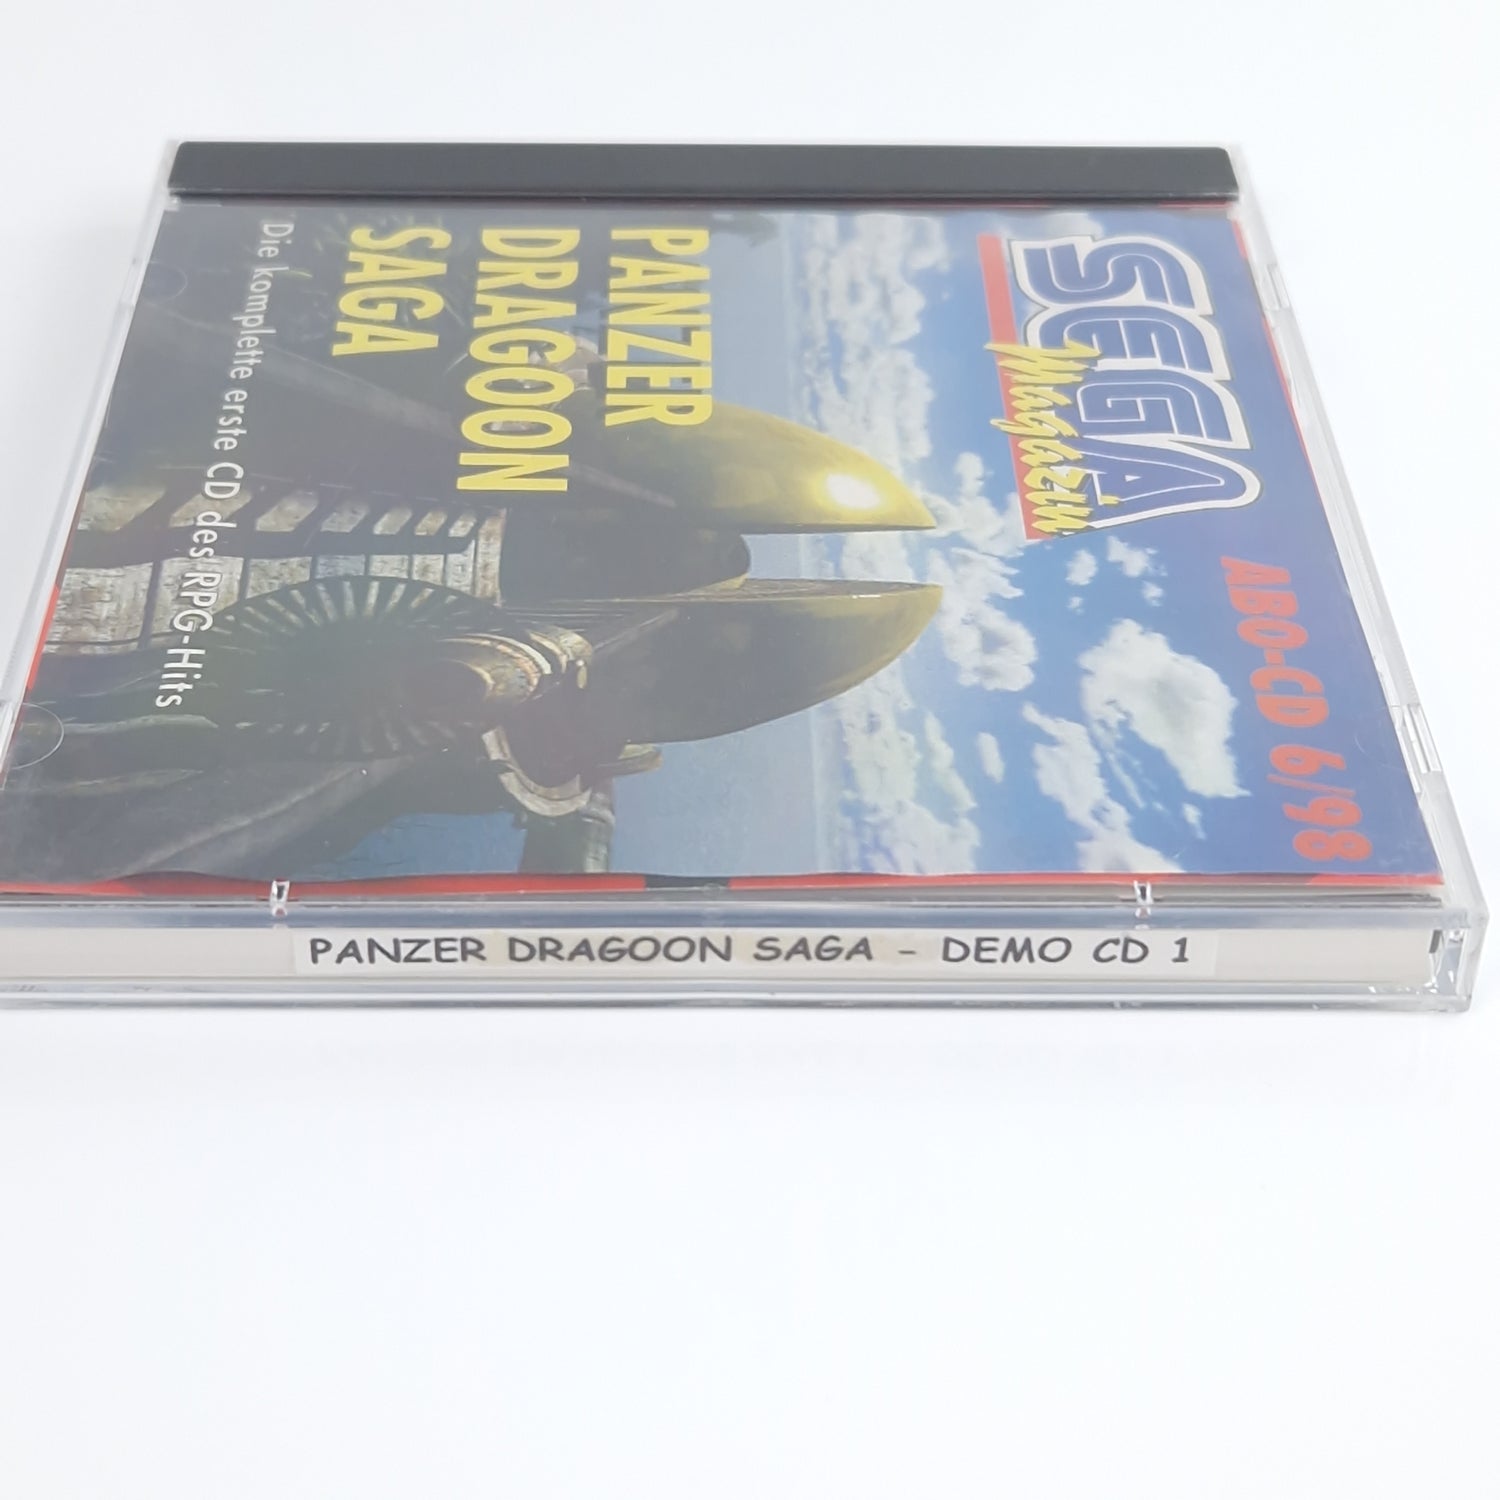 SEGA
Magazin
ABO-CD 6/98
PANZER
DRAGOON
SAGA
Die komplette erste CD des RPG-Hits
PANZER DRAGOON SAGA - DEMO CD 1